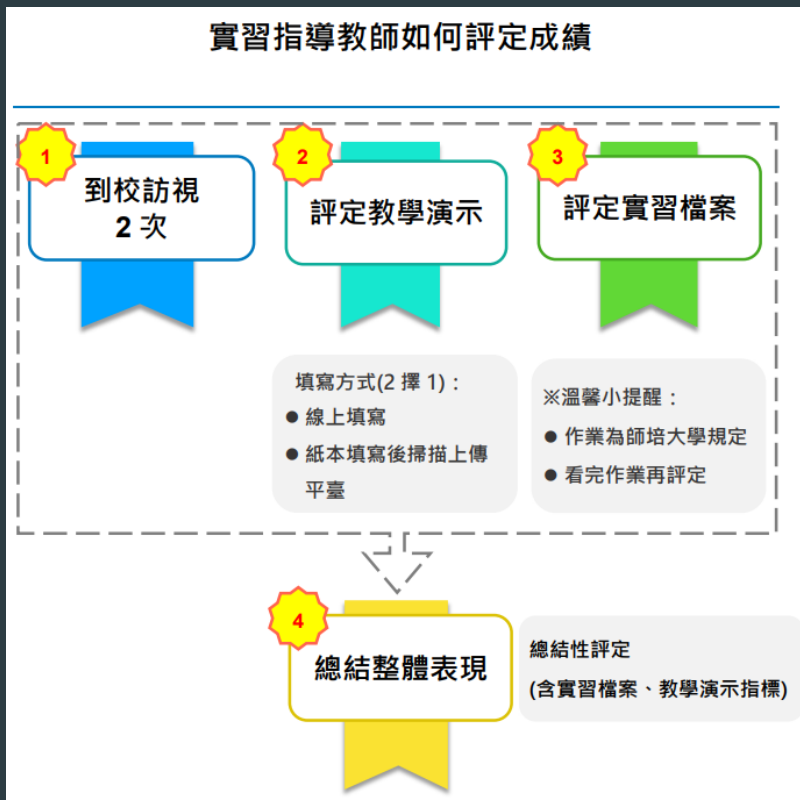 實習指導教師如何評定成績
1
到校訪視
2 次
2
評定教學演示
3
評定實習檔案
填寫方式(2 擇 1)：
● 線上填寫
● 紙本填寫後掃描上傳
平臺
※溫馨小提醒：
● 作業為師培大學規定
● 看完作業再評定
4
總結整體表現
總結性評定
(含實習檔案、教學演示指標)